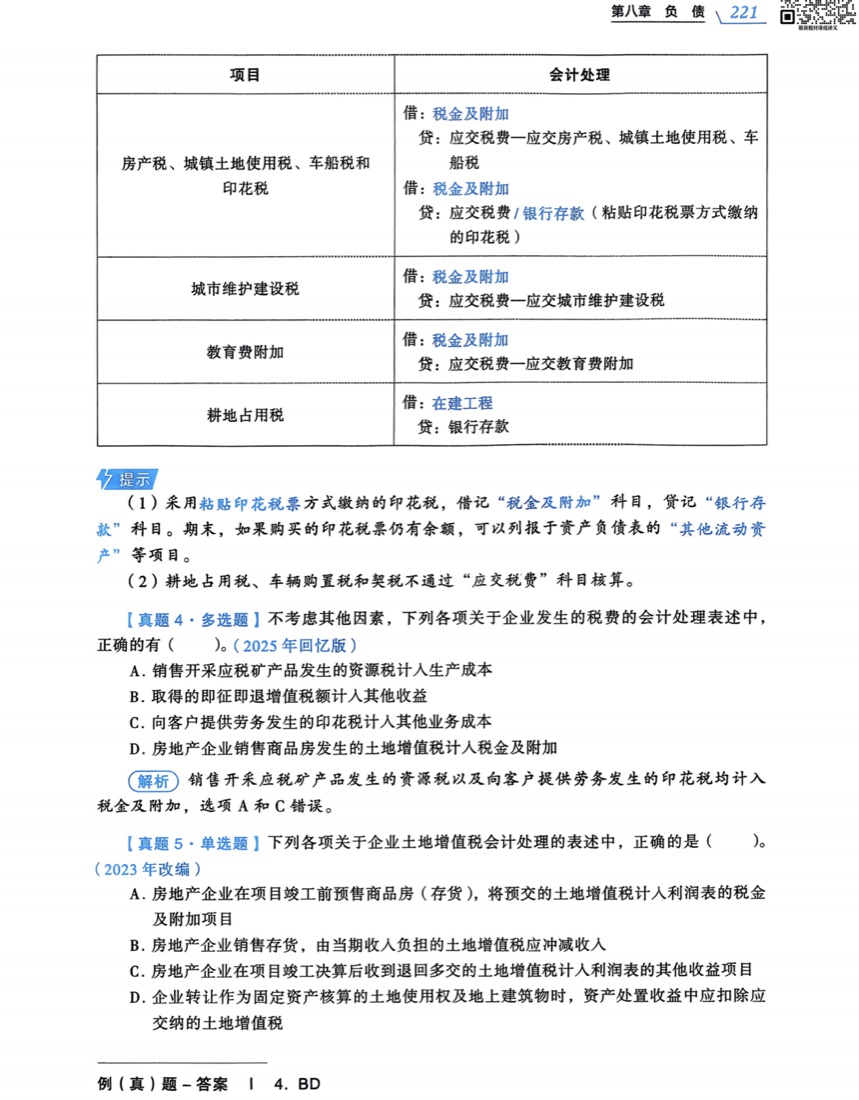 第八章 负 债 221
项目 会计处理
房产税、城镇土地使用税、车船税和
印花税
借：税金及附加
贷：应交税费—应交房产税、城镇土地使用税、车
船税
借：税金及附加
贷：应交税费/银行存款（粘贴印花税票方式缴纳
的印花税）
城市维护建设税
借：税金及附加
贷：应交税费—应交城市维护建设税
教育费附加
借：税金及附加
贷：应交税费—应交教育费附加
耕地占用税
借：在建工程
贷：银行存款
提示
（1）采用粘贴印花税票方式缴纳的印花税，借记“税金及附加”科目，贷记“银行存
款”科目。期末，如果购买的印花税票仍有余额，可以列报于资产负债表的“其他流动资
产”等项目。
（2）耕地占用税、车辆购置税和契税不通过“应交税费”科目核算。
【真题4·多选题】不考虑其他因素，下列各项关于企业发生的税费的会计处理表述中，
正确的有（ ）。（2025年回忆版）
A. 销售开采应税矿产品发生的资源税计入生产成本
B. 取得的即征即退增值税额计入其他收益
C. 向客户提供劳务发生的印花税计入其他业务成本
D. 房地产企业销售商品房发生的土地增值税计入税金及附加
解析 销售开采应税矿产品发生的资源税以及向客户提供劳务发生的印花税均计入
税金及附加，选项A和C错误。
【真题5·单选题】下列各项关于企业土地增值税会计处理的表述中，正确的是（ ）。
（2023年改编）
A. 房地产企业在项目竣工前预售商品房（存货），将预交的土地增值税计入利润表的税金
及附加项目
B. 房地产企业销售存货，由当期收入负担的土地增值税应冲减收入
C. 房地产企业在项目竣工决算后收到退回多交的土地增值税计入利润表的其他收益项目
D. 企业转让作为固定资产核算的土地使用权及地上建筑物时，资产处置收益中应扣除应
交纳的土地增值税
例（真）题－答案 | 4. BD